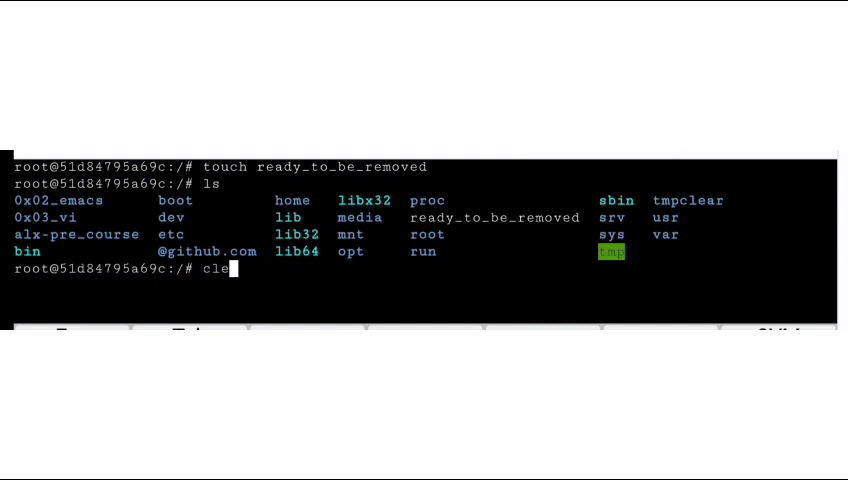 root@51d84795a69c:/# touch ready_to_be_removed
root@51d84795a69c:/# ls
0x02_emacs boot home libx32 proc sbin tmpclear
0x03_vi dev lib media ready_to_be_removed srv usr
alx-pre_course etc lib32 mnt root sys var
bin @github.com lib64 opt run tmp
root@51d84795a69c:/# cle